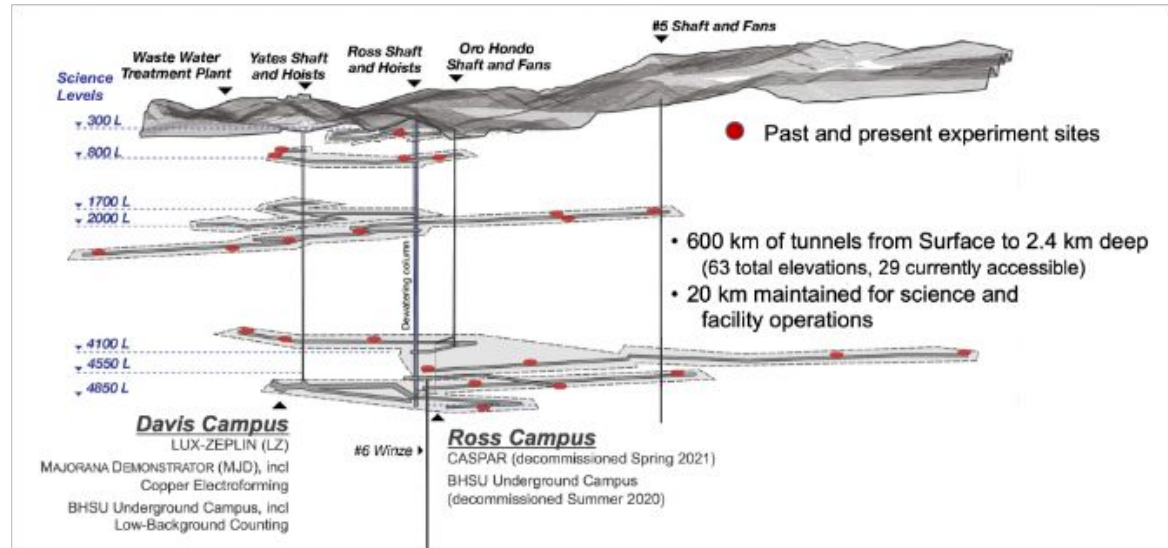 #5 Shaft and Fans
Waste Water
Treatment Plant
Yates Shaft
and Hoists
Ross Shaft
and Hoists
Oro Hondo
Shaft and Fans
Science
Levels
300 L
800 L
1700 L
2000 L
4100 L
4550 L
4850 L
Dewatering column
Past and present experiment sites
• 600 km of tunnels from Surface to 2.4 km deep
(63 total elevations, 29 currently accessible)
• 20 km maintained for science and
facility operations
Davis Campus
LUX-ZEPLIN (LZ)
MAJORANA DEMONSTRATOR (MJD), incl
Copper Electroforming
BHSU Underground Campus, incl
Low-Background Counting
#6 Winze
Ross Campus
CASPAR (decommissioned Spring 2021)
BHSU Underground Campus
(decommissioned Summer 2020)